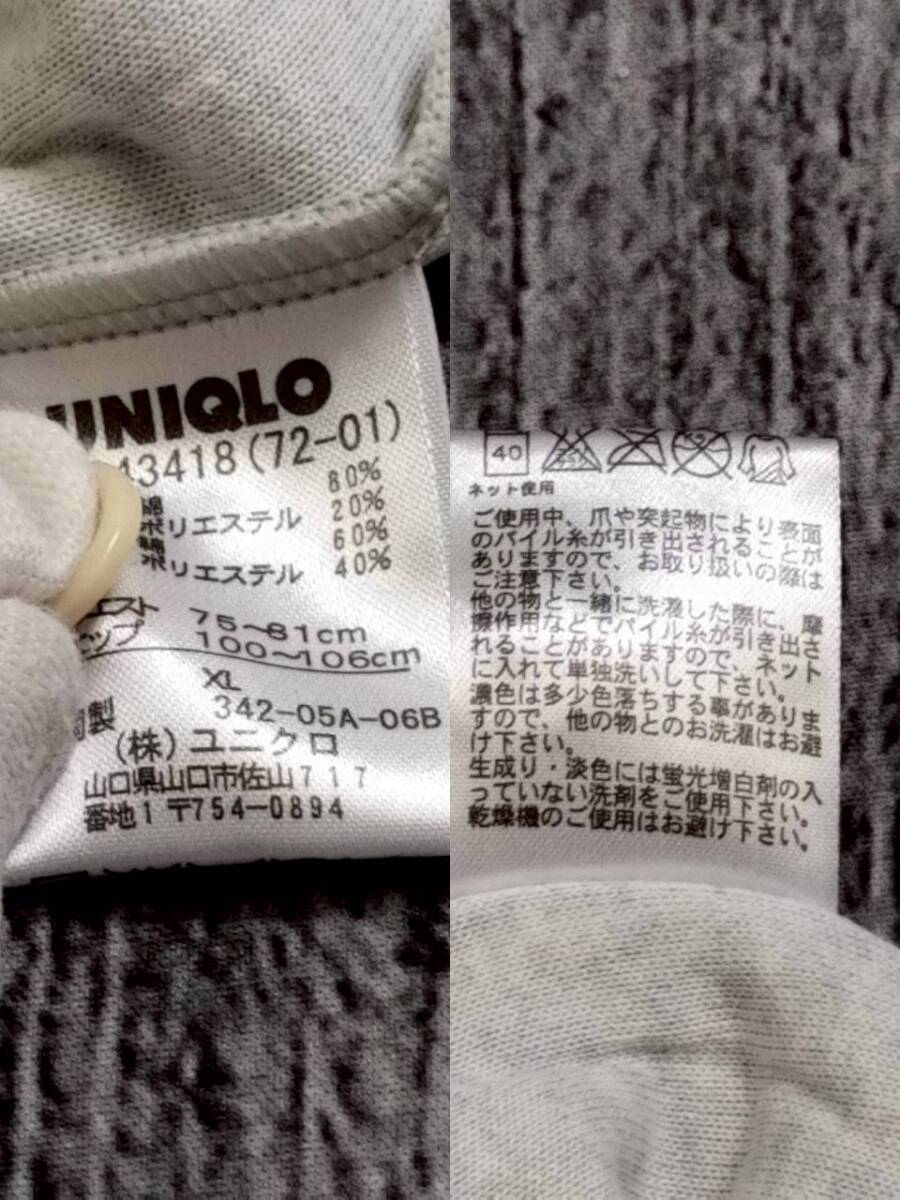 UNIQLO
43418(72-01)
綿 80%
ポリエステル 20%
綿 60%
ポリエステル 40%
エスト 75~81cm
ヒップ 100~106cm
XL
342-05A-06B
(株)ユニクロ
山口県山口市佐山717
番地1 〒754-0894
40
ネット使用
ご使用中、爪や突起物により表面
のパイル糸が引き出されることが
ありますので、お取り扱いの際は
ご注意下さい。
他の物と一緒に洗濯した際に、摩
擦作用などでパイル糸が引き出さ
れることがありますので、ネット
に入れて単独洗いして下さい。
濃色は多少色落ちする事がありま
すので、他の物とのお洗濯はお避
け下さい。
生成り・淡色には蛍光増白剤の入
っていない洗剤をご使用下さい。
乾燥機のご使用はお避け下さい。